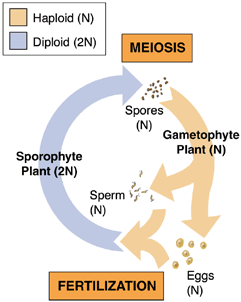 Haploid (N)
Diploid (2N)
MEIOSIS
Spores
(N)
Gametophyte
Plant (N)
Sporophyte
Plant (2N)
Sperm
(N)
Eggs
(N)
FERTILIZATION